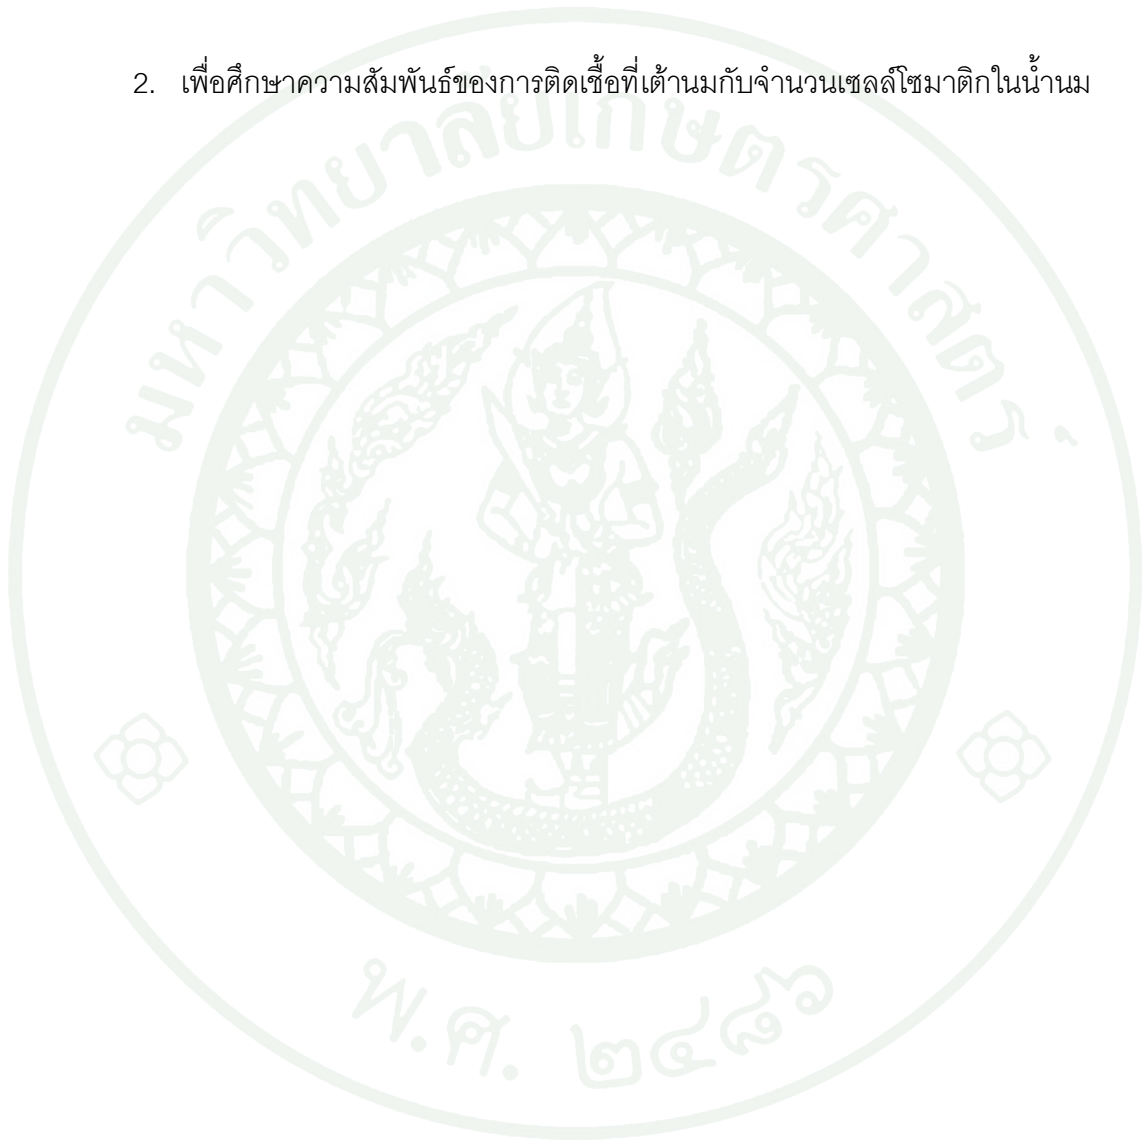 2. เพื่อศึกษาความสัมพันธ์ของการติดเชื้อที่เต้านมกับจำนวนเซลล์โซมาติกในน้ำนม
มหาวิทยาลัยเกษตรศาสตร์
พ.ศ. ๒๔๘๖